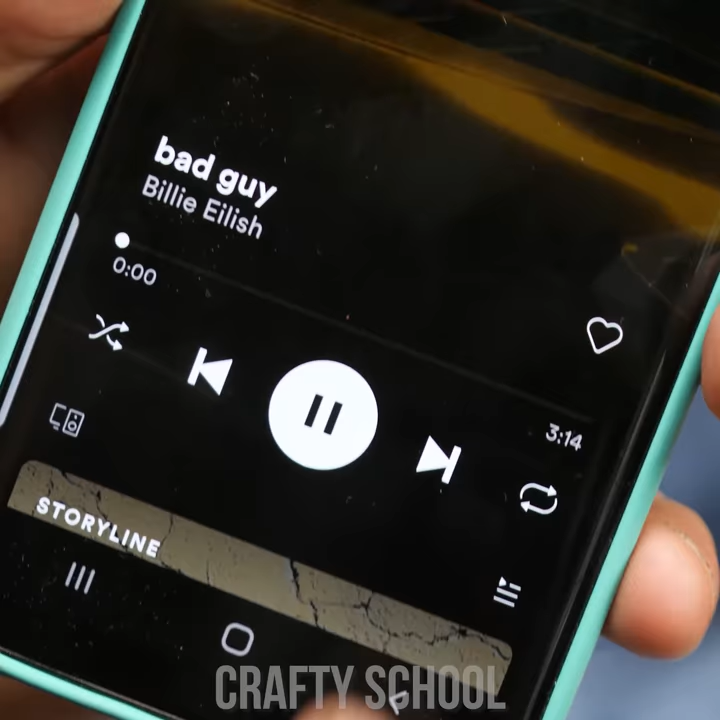 bad guy
Billie Eilish
0:00
3:14
STORYLINE
CRAFTY SCHOOL